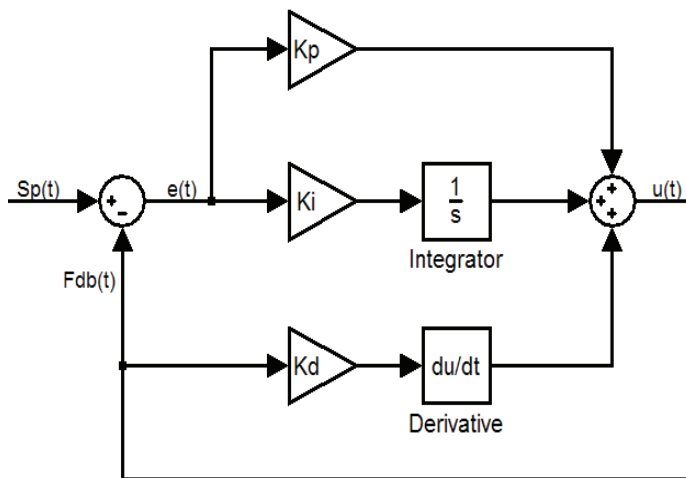 Kp
Sp(t)
+
-
e(t)
Ki
1
s
Integrator
+
+
+
u(t)
Fdb(t)
Kd
du/dt
Derivative